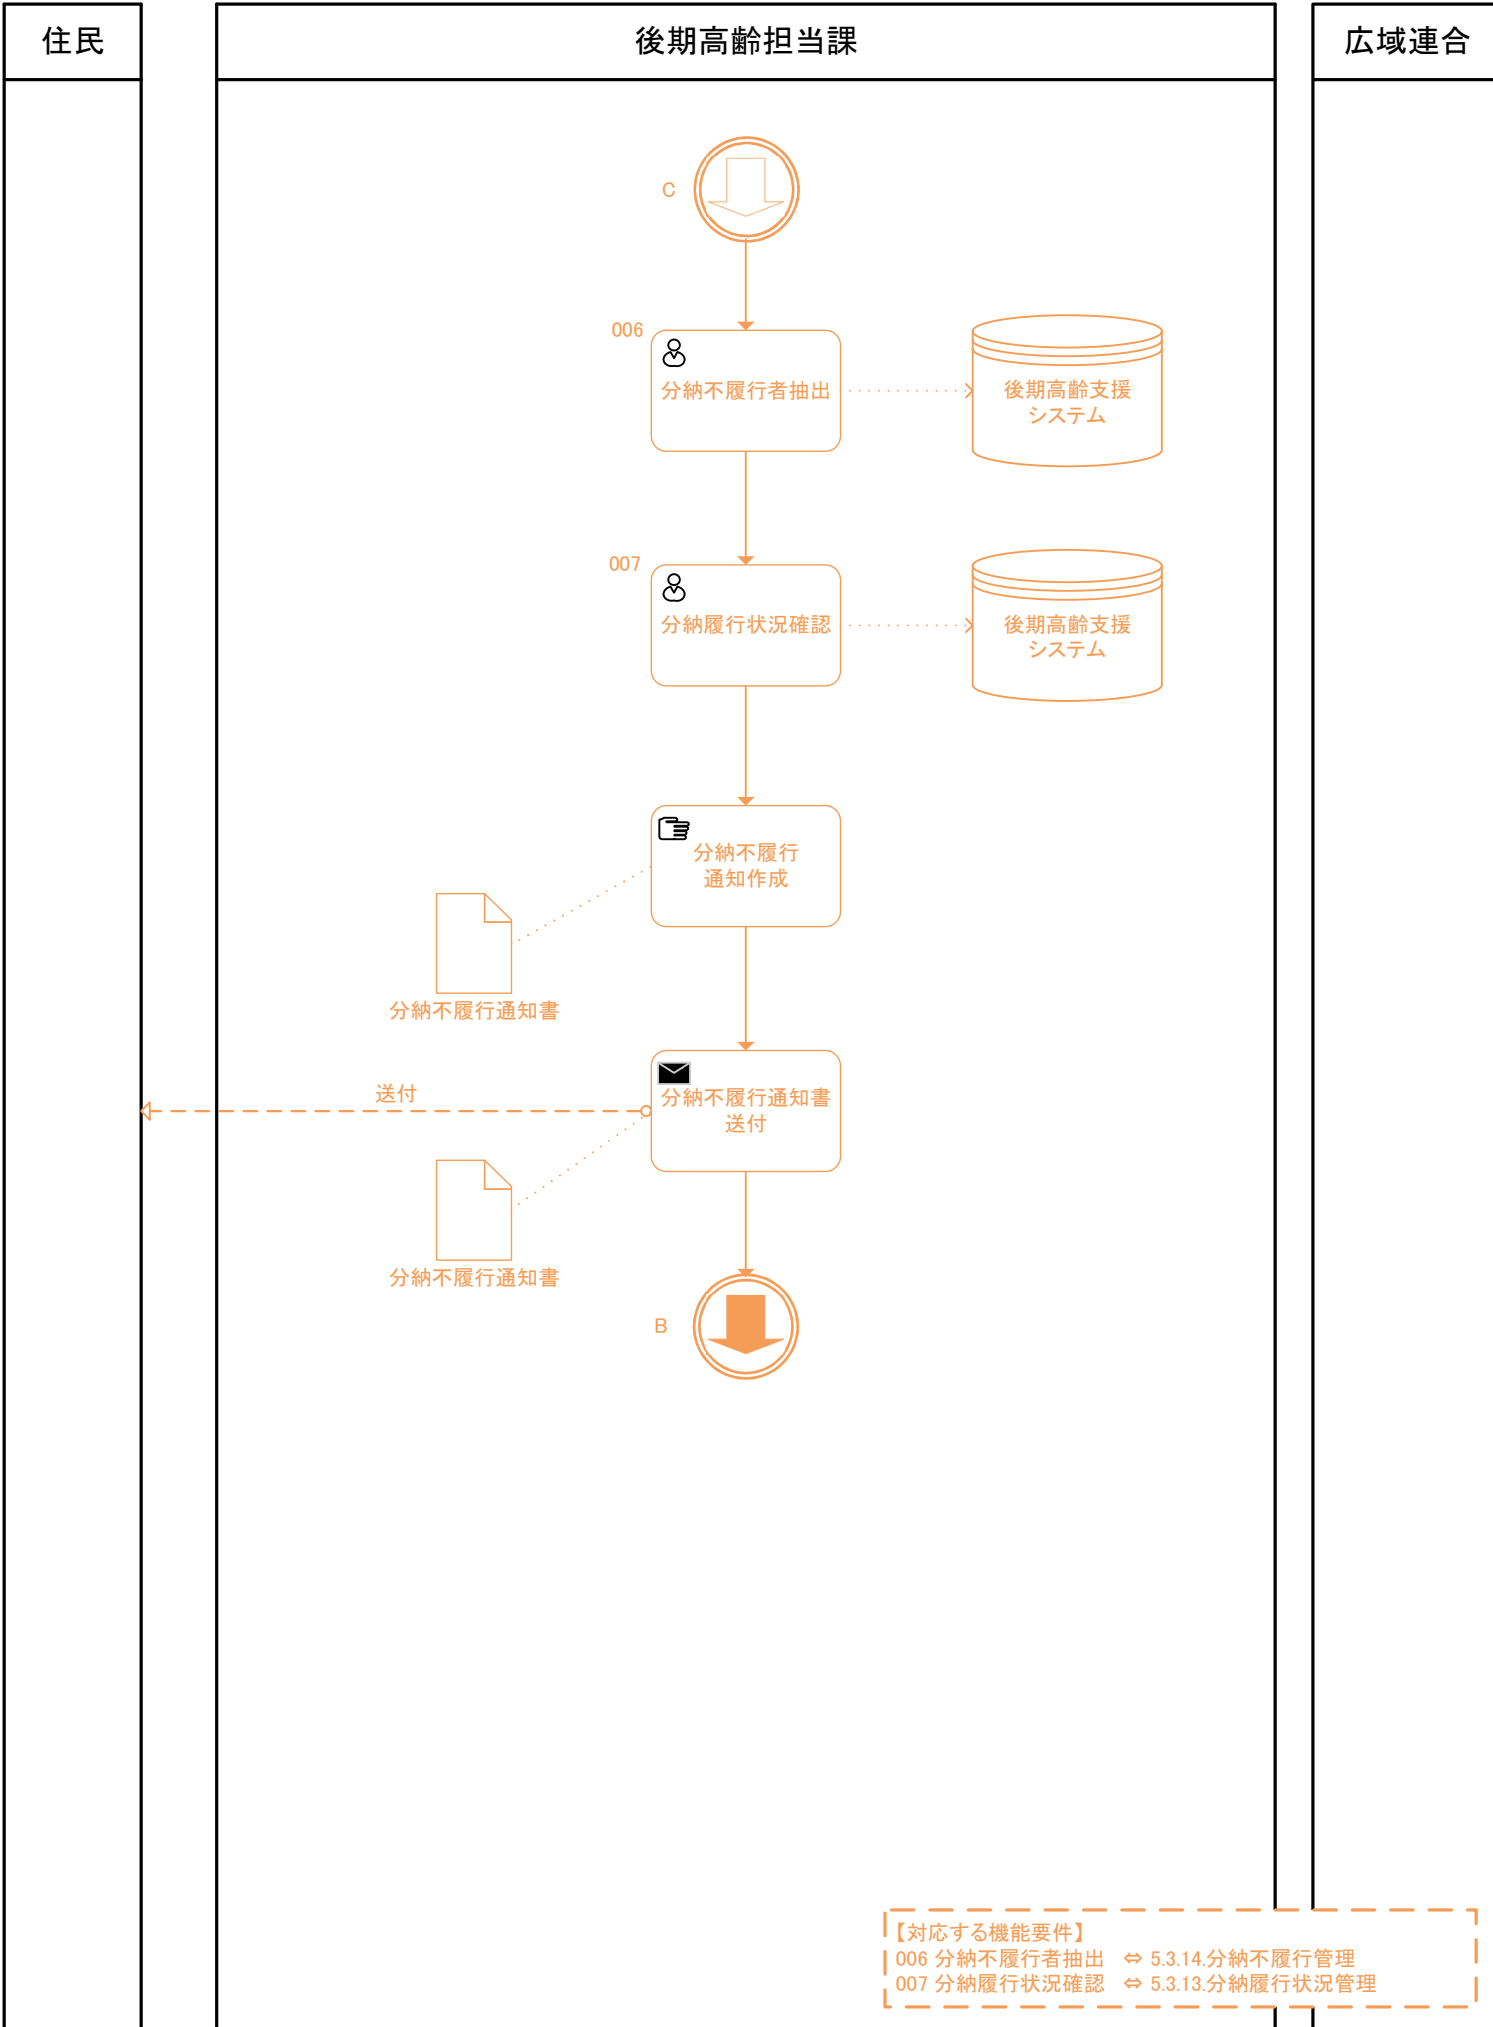 住民
後期高齢担当課
広域連合
C
006
分納不履行者抽出
後期高齢支援
システム
007
分納履行状況確認
後期高齢支援
システム
分納不履行
通知作成
分納不履行通知書
送付
分納不履行通知書
送付
分納不履行通知書
B
【対応する機能要件】
006 分納不履行者抽出 ⇔ 5.3.14.分納不履行管理
007 分納履行状況確認 ⇔ 5.3.13.分納履行状況管理